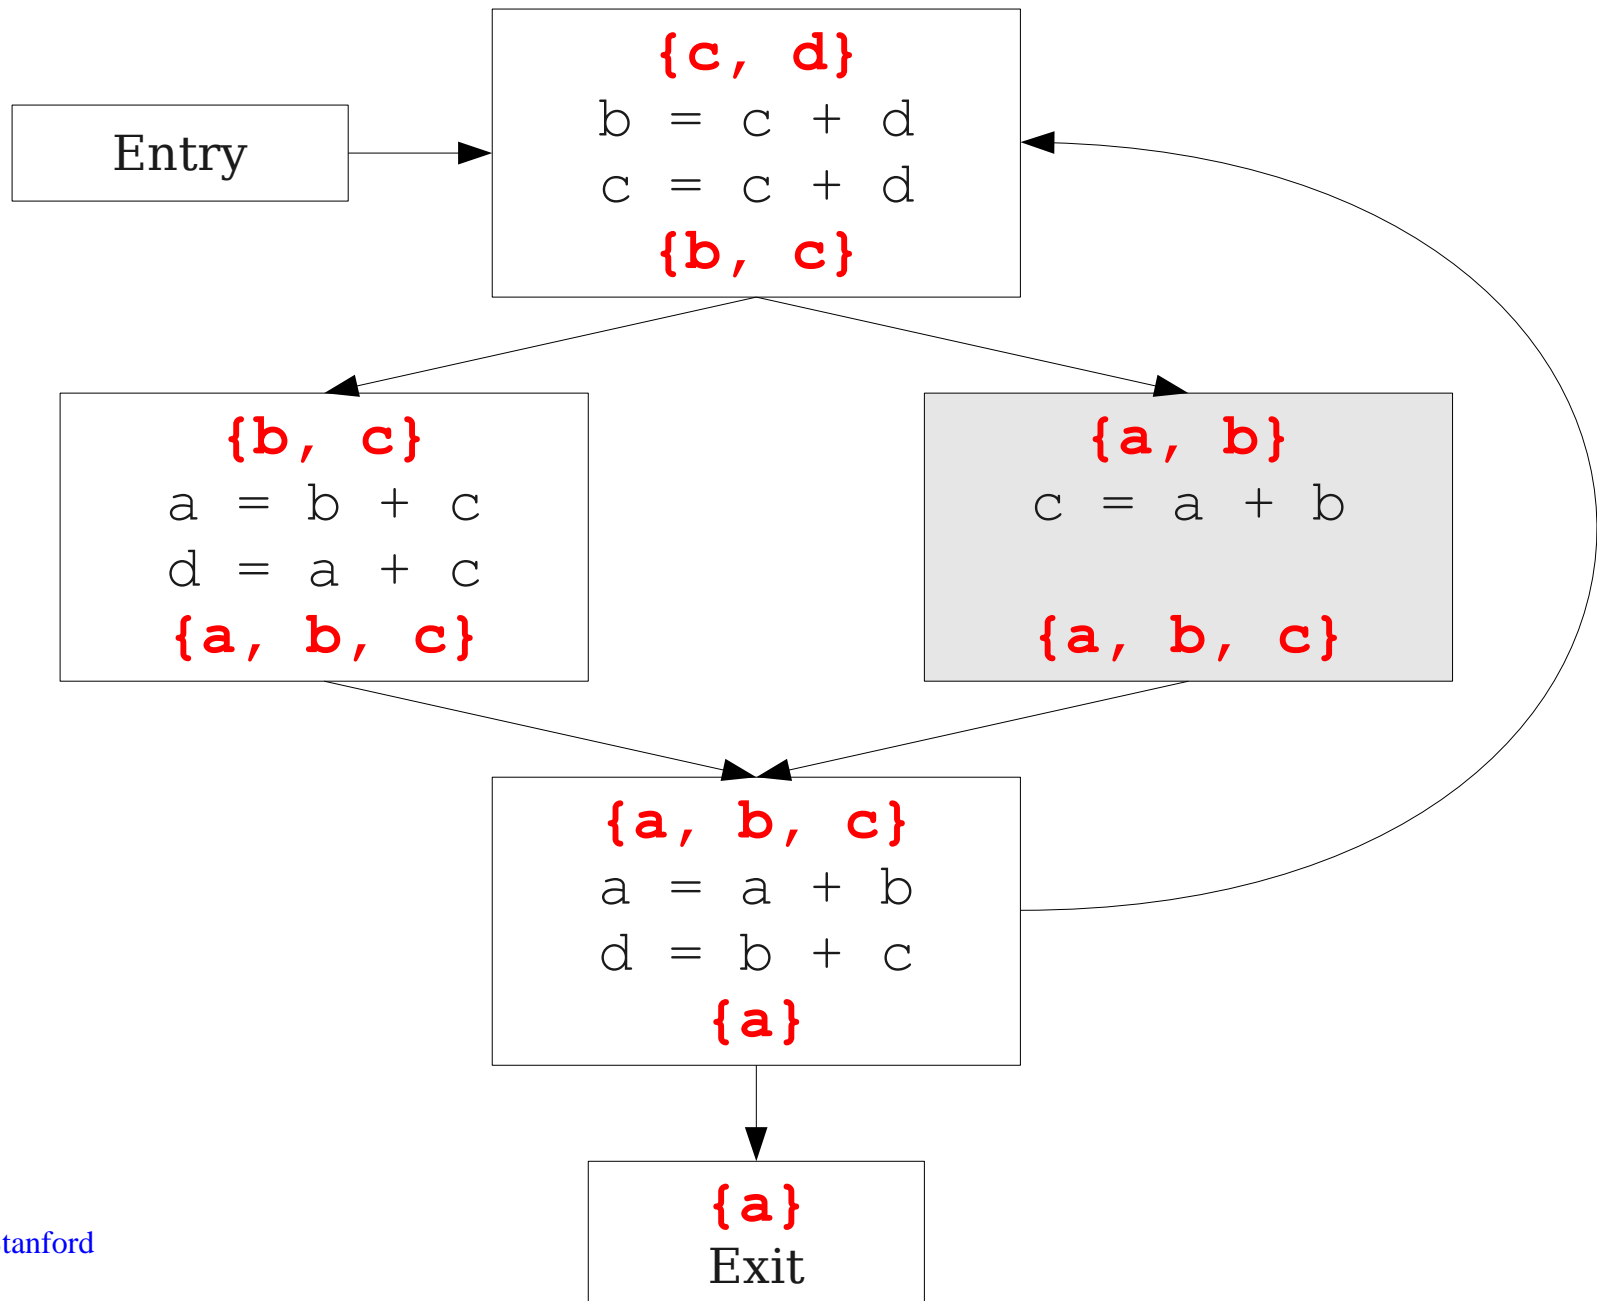 {c, d}
b = c + d
c = c + d
{b, c}
Entry
{b, c}
a = b + c
d = a + c
{a, b, c}
{a, b}
c = a + b
{a, b, c}
{a, b, c}
a = a + b
d = b + c
{a}
{a}
Exit
tanford